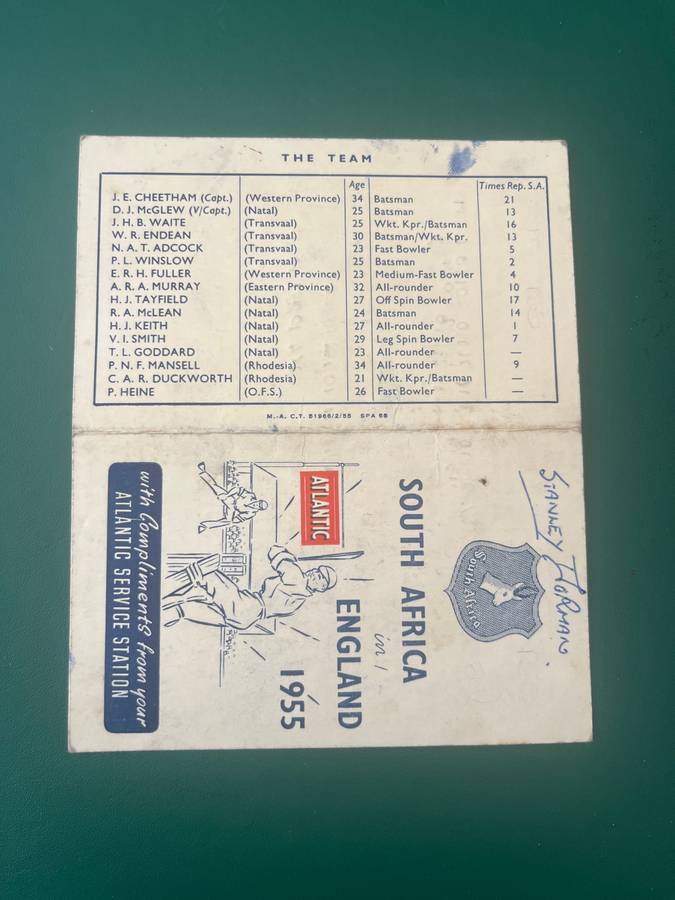 THE TEAM
Age Times Rep. S.A.
J. E. CHEETHAM (Capt.) (Western Province) 34 Batsman 21
D. J. McGLEW (V/Capt.) (Natal) 25 Batsman 13
J. H. B. WAITE (Transvaal) 25 Wkt. Kpr./Batsman 16
W. R. ENDEAN (Transvaal) 30 Batsman/Wkt. Kpr. 13
N. A. T. ADCOCK (Transvaal) 23 Fast Bowler 5
P. L. WINSLOW (Transvaal) 25 Batsman 2
E. R. H. FULLER (Western Province) 23 Medium-Fast Bowler 4
A. R. A. MURRAY (Eastern Province) 32 All-rounder 10
H. J. TAYFIELD (Natal) 27 Off Spin Bowler 17
R. A. McLEAN (Natal) 24 Batsman 14
H. J. KEITH (Natal) 27 All-rounder 1
V. I. SMITH (Natal) 29 Leg Spin Bowler 7
T. L. GODDARD (Natal) 23 All-rounder —
P. N. F. MANSELL (Rhodesia) 34 All-rounder 9
C. A. R. DUCKWORTH (Rhodesia) 21 Wkt. Kpr./Batsman —
P. HEINE (O.F.S.) 26 Fast Bowler —
M.-A. C.T. 51966/2/55 SPA 68
STANLEY
South Africa
SOUTH AFRICA
in
ENGLAND
1955
ATLANTIC
with Compliments from your
ATLANTIC SERVICE STATION